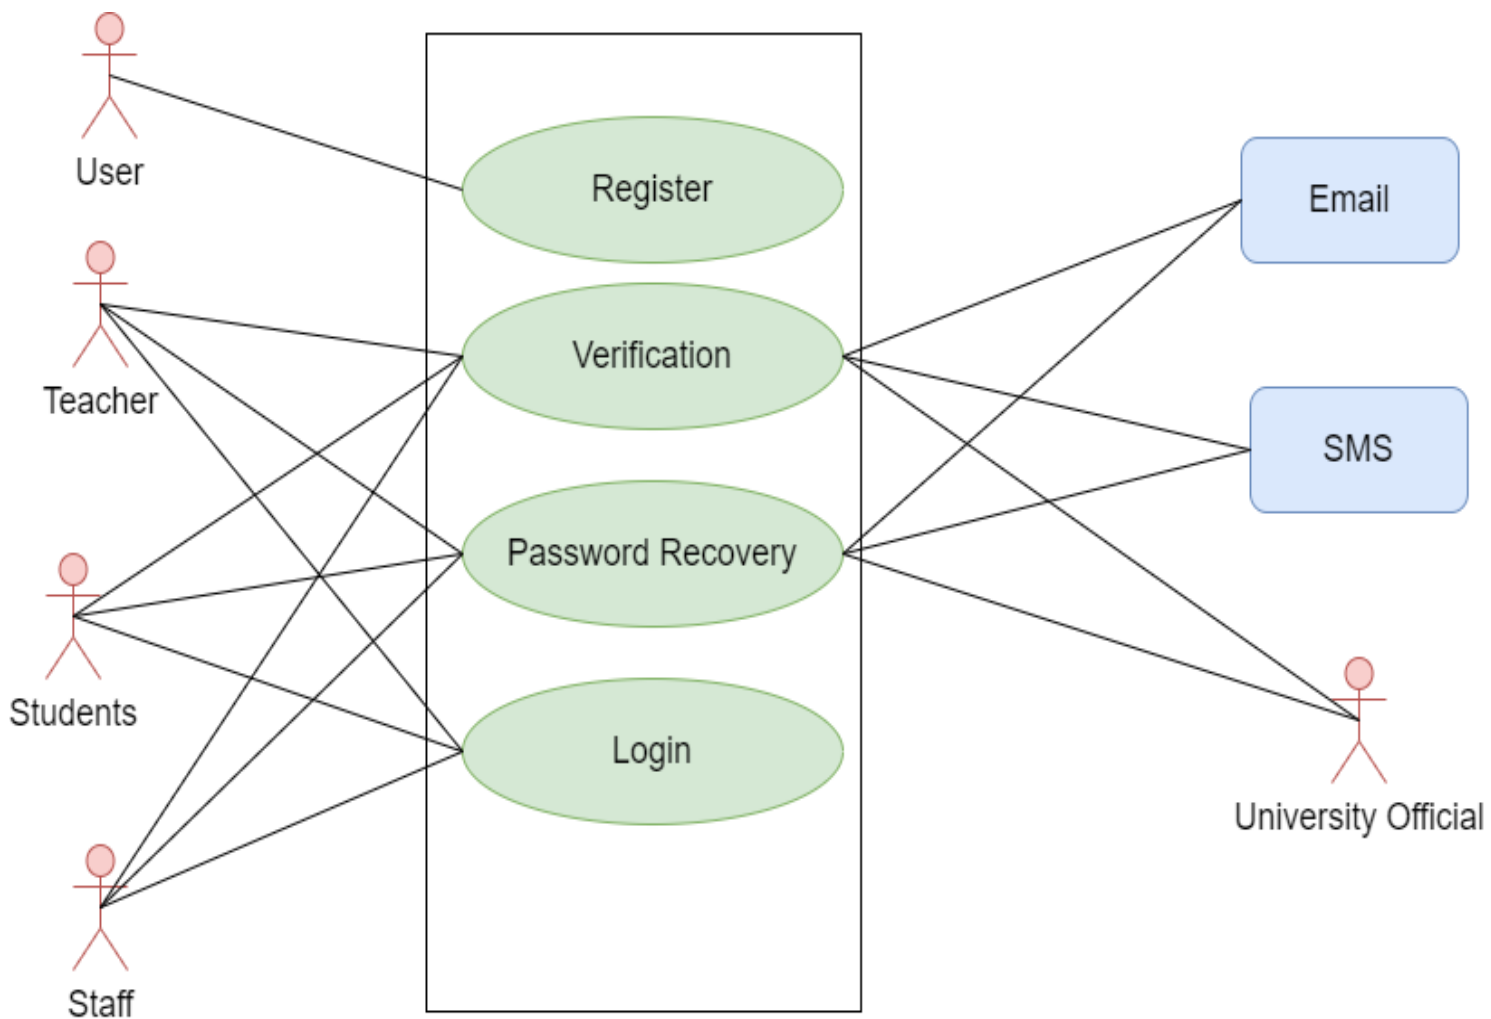 User
Teacher
Students
Staff
Register
Verification
Password Recovery
Login
Email
SMS
University Official